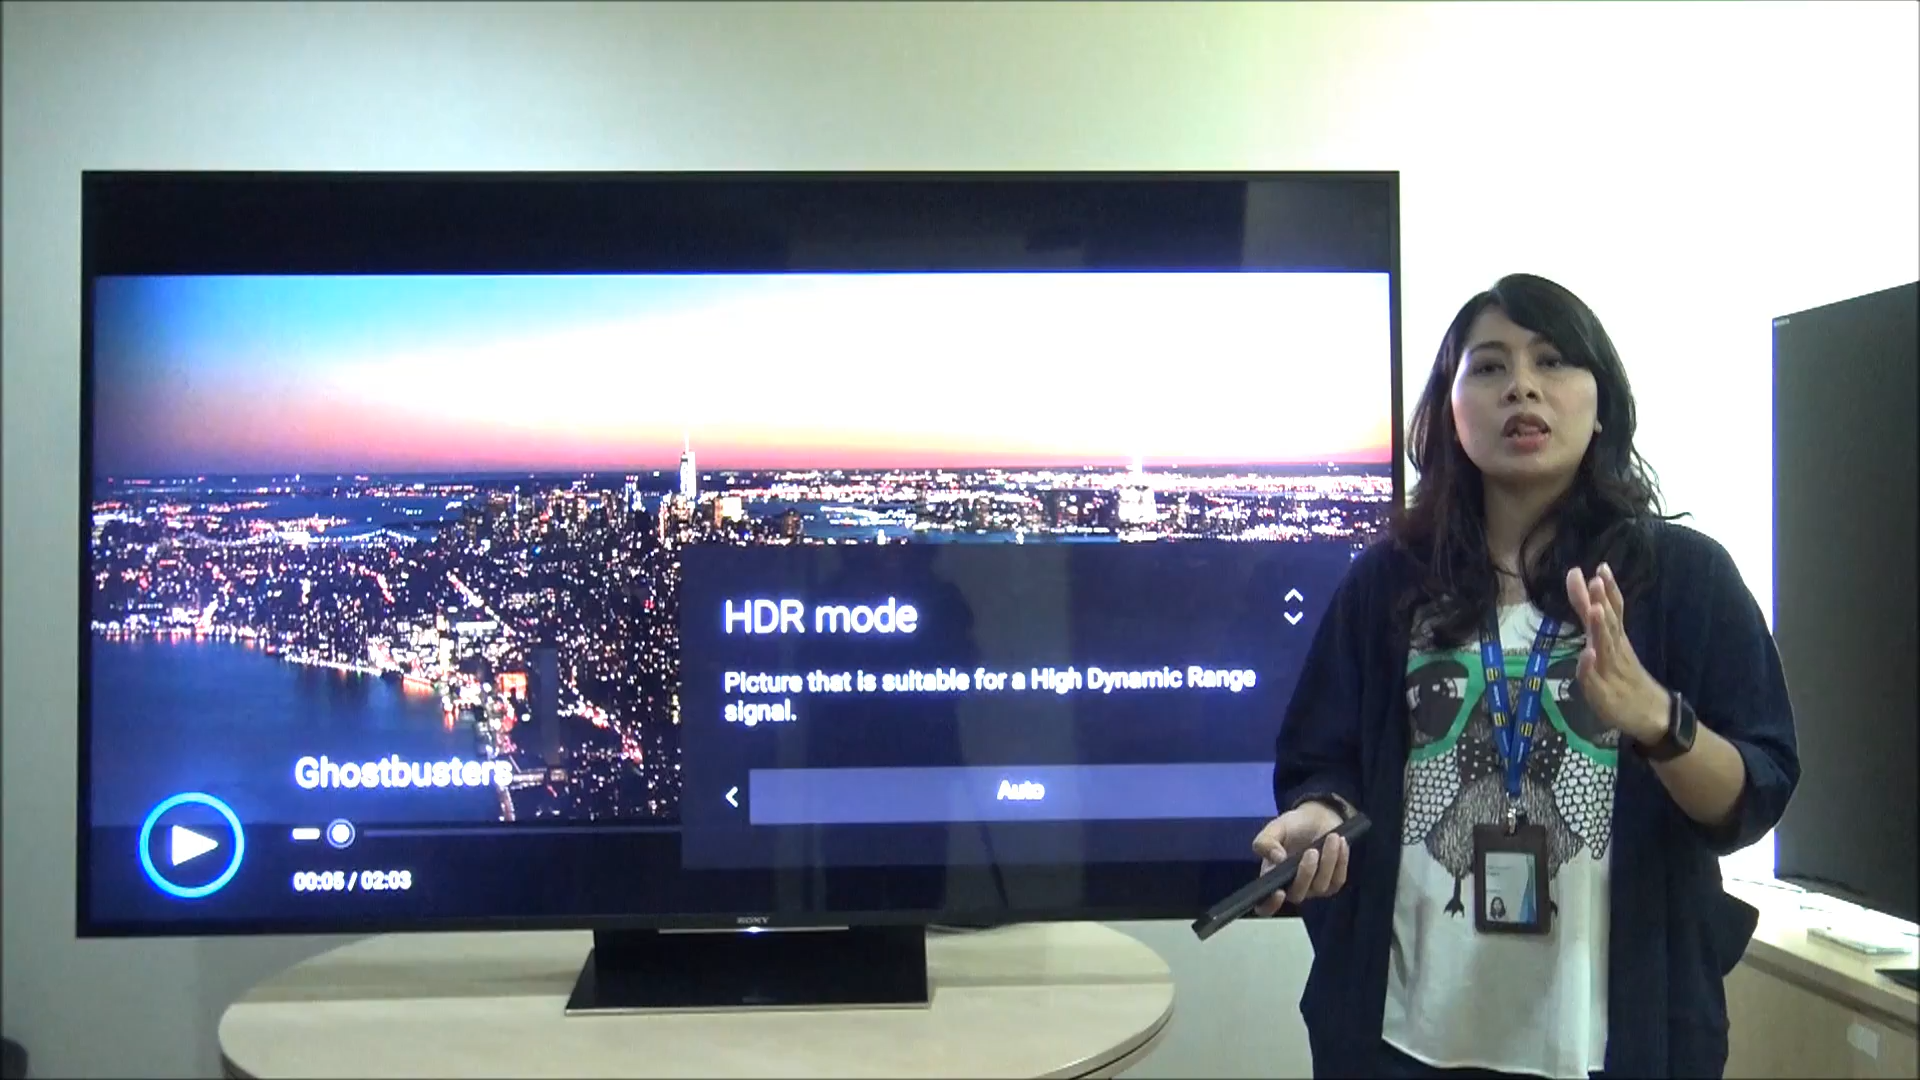 HDR mode
Picture that is suitable for a High Dynamic Range
signal.
Auto
Ghostbusters
00:05 / 02:03
SONY